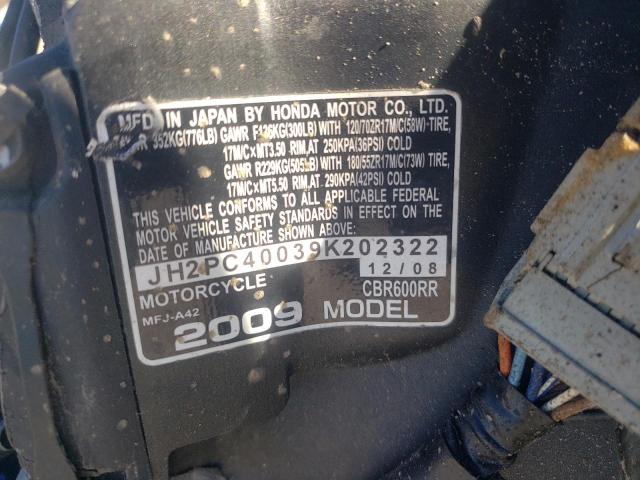 MFD IN JAPAN BY HONDA MOTOR CO., LTD.
R 352KG(776LB) GAWR F136KG(300LB) WITH 120/70ZR17M/C(58W)-TIRE,
17M/C×MT3.50 RIM,AT 250KPA(36PSI) COLD
GAWR R229KG(505LB) WITH 180/55ZR17M/C(73W) TIRE,
17M/C×MT5.50 RIM,AT 290KPA(42PSI) COLD
THIS VEHICLE CONFORMS TO ALL APPLICABLE FEDERAL
MOTOR VEHICLE SAFETY STANDARDS IN EFFECT ON THE
DATE OF MANUFACTURE SHOWN ABOVE:
JH2PC40039K202322
12/08
MOTORCYCLE CBR600RR
MFJ-A42
2009 MODEL